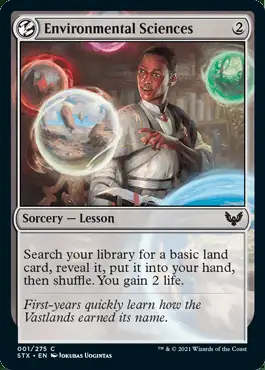 Environmental Sciences 2
Sorcery — Lesson
Search your library for a basic land
card, reveal it, put it into your hand,
then shuffle. You gain 2 life.
First-years quickly learn how the
Vastlands earned its name.
001/275 C
STX • EN JOKUBAS UOGINTAS
™ & © 2021 Wizards of the Coast